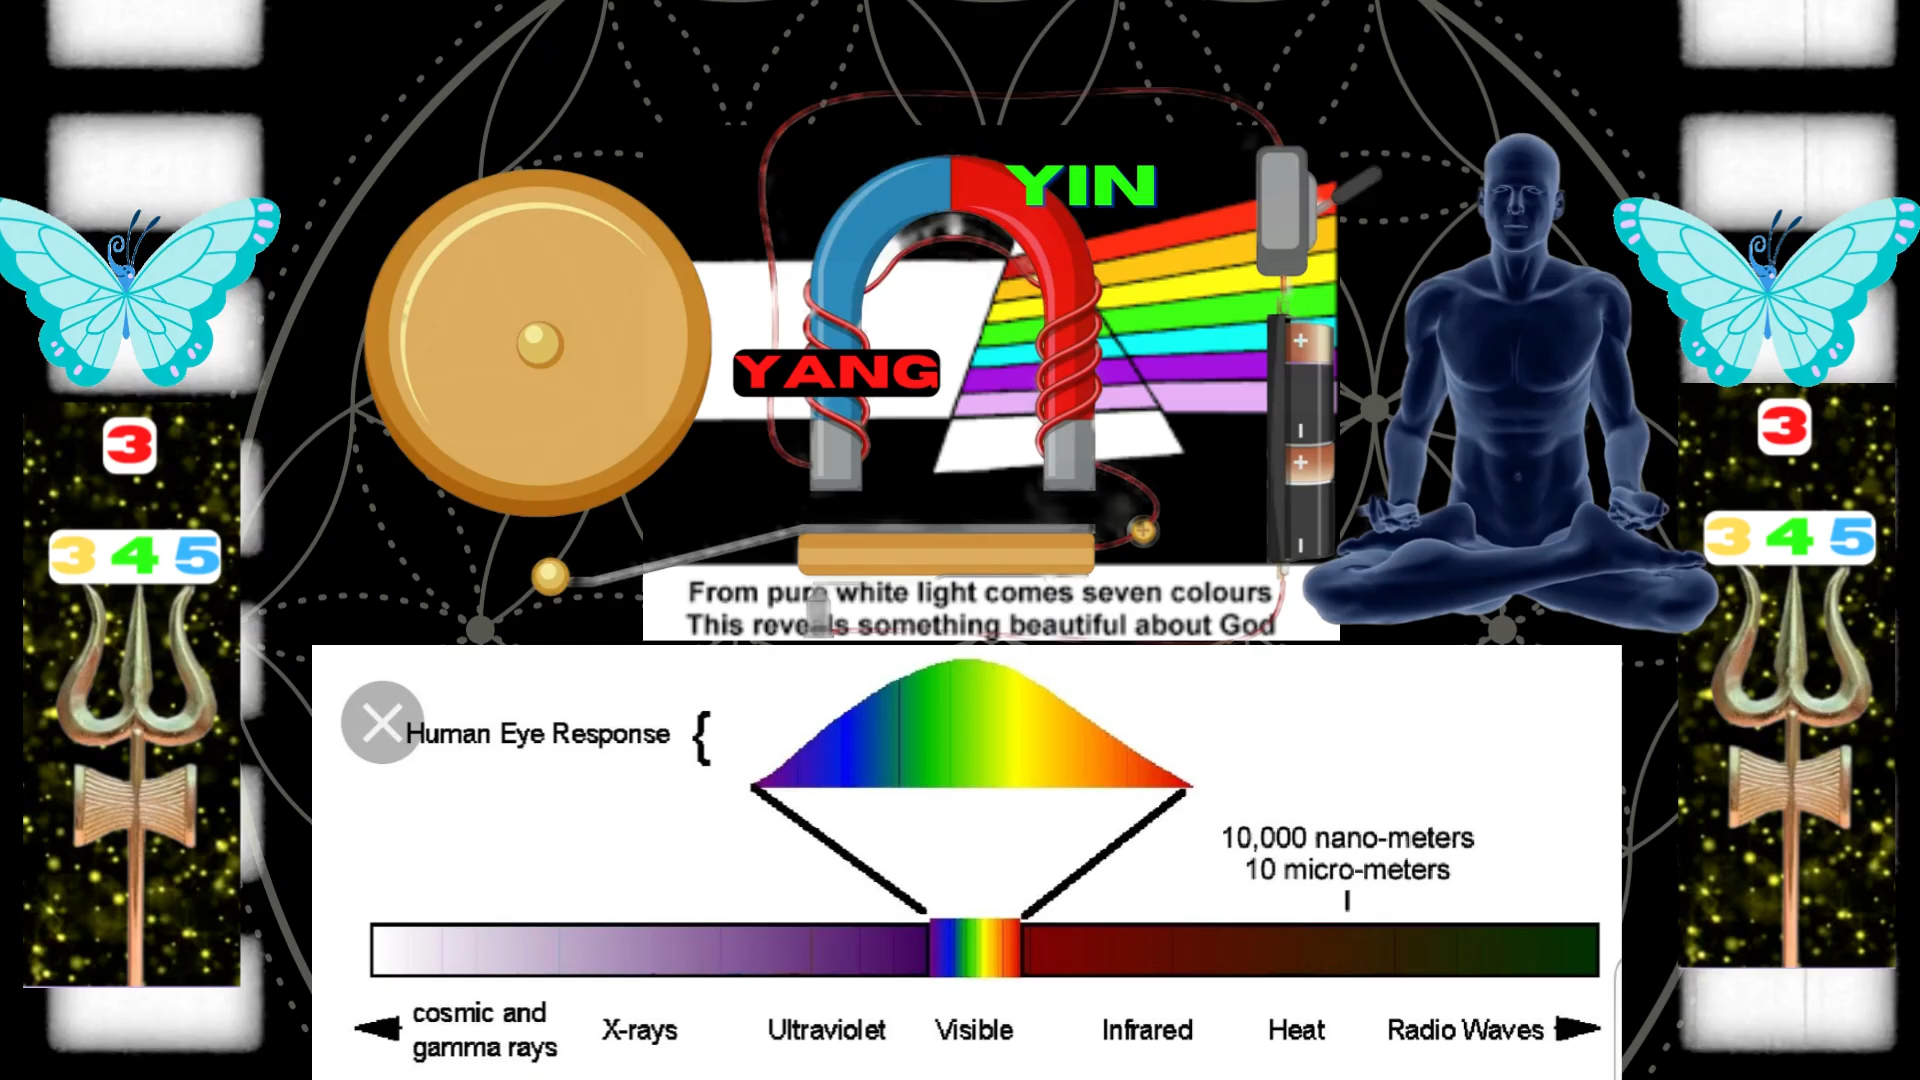 YIN
YANG
3
3 4 5
3
3 4 5
From pure white light comes seven colours
This reveals something beautiful about God
Human Eye Response {
10,000 nano-meters
10 micro-meters
cosmic and
gamma rays
X-rays
Ultraviolet
Visible
Infrared
Heat
Radio Waves